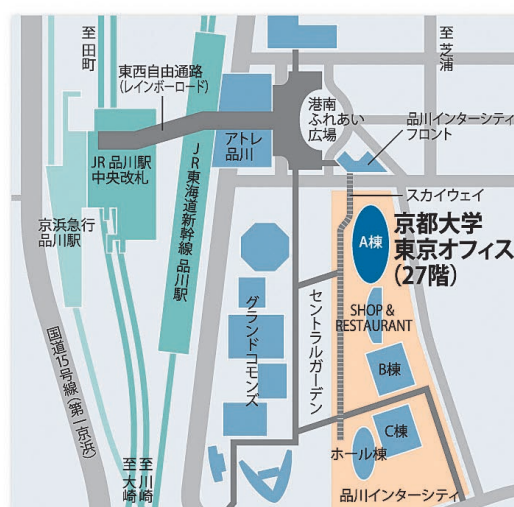 至田町
至芝浦
東西自由通路
(レインボーロード)
港南
ふれあい
広場
品川インターシティ
フロント
アトレ
品川
JR 品川駅
中央改札
JR東海道新幹線 品川駅
スカイウェイ
京浜急行
品川駅
A棟
京都大学
東京オフィス
(27階)
SHOP &
RESTAURANT
グランドコモンズ
セントラルガーデン
B棟
国道15号線(第一京浜)
C棟
ホール棟
至大崎
至川崎
品川インターシティ